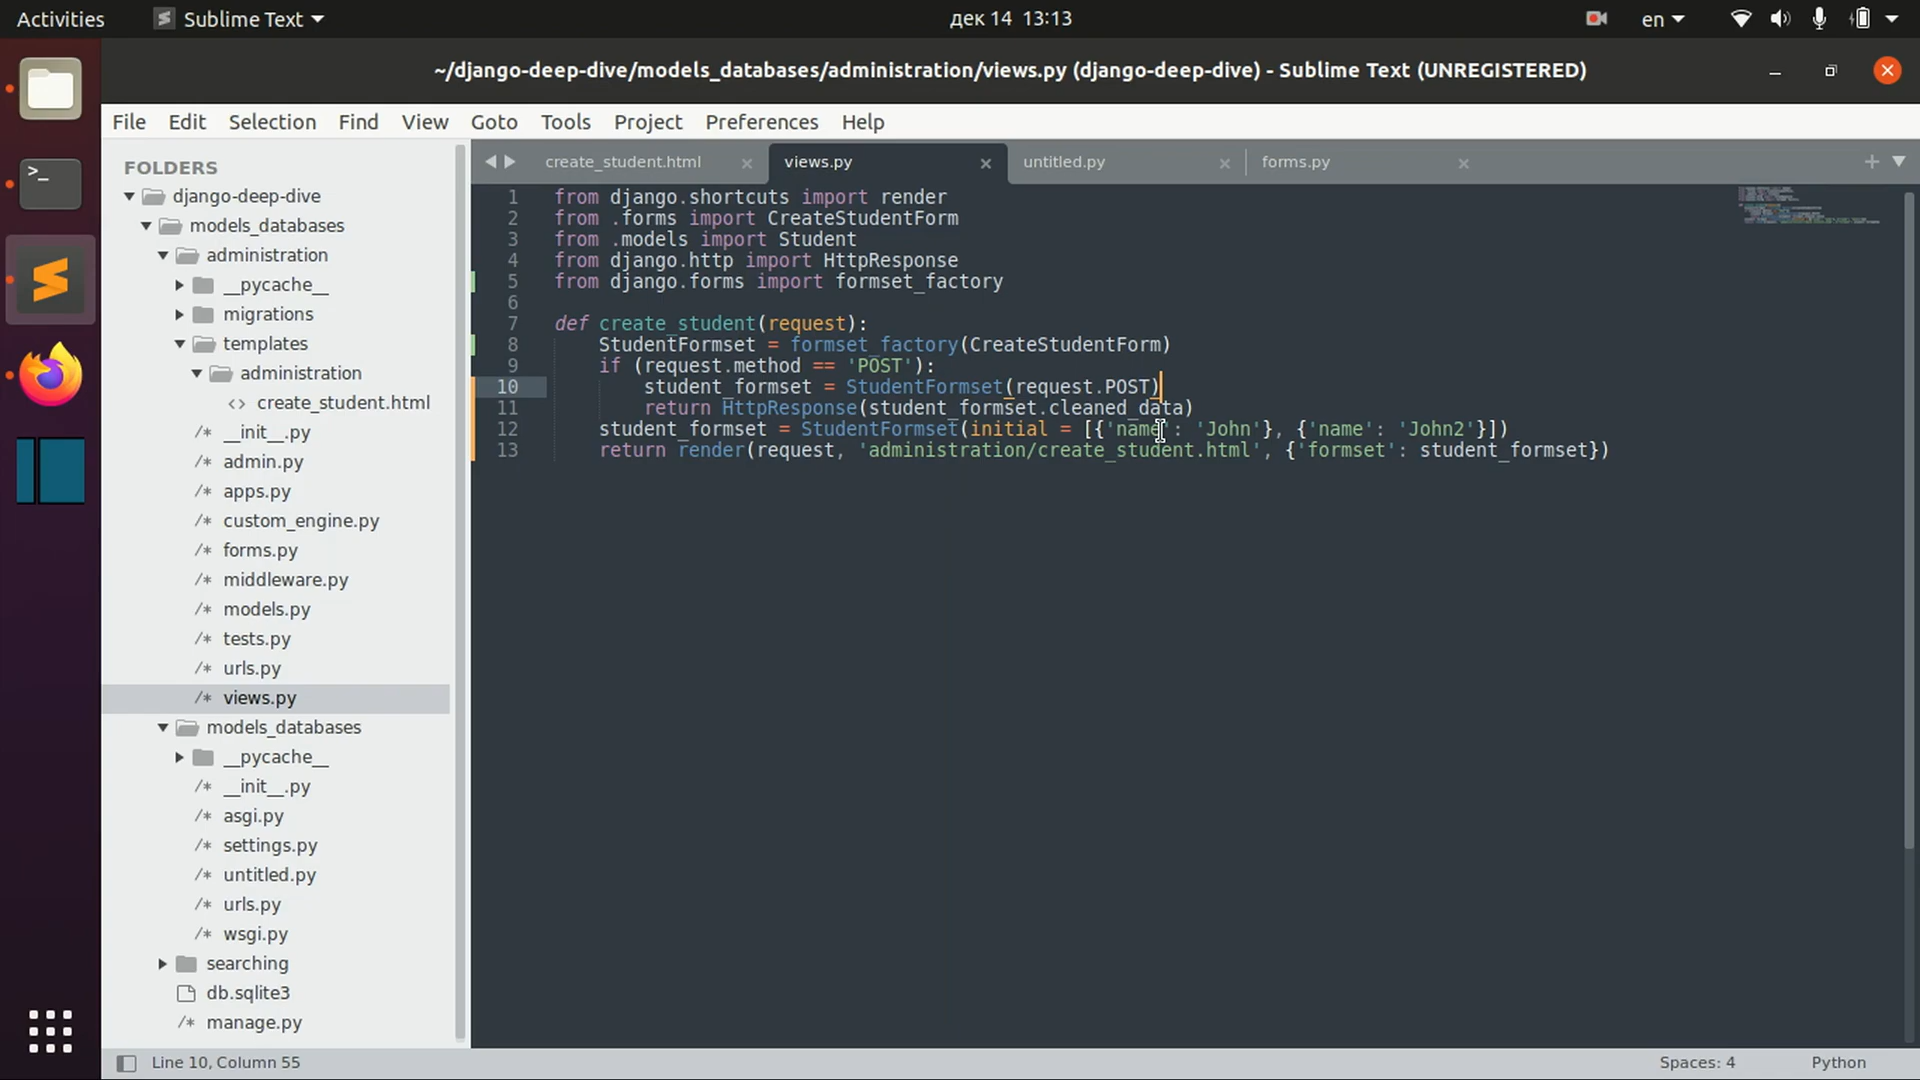 Activities
Sublime Text
дек 14 13:13
en
~/django-deep-dive/models_databases/administration/views.py (django-deep-dive) - Sublime Text (UNREGISTERED)
File Edit Selection Find View Goto Tools Project Preferences Help
FOLDERS
django-deep-dive
models_databases
administration
__pycache__
migrations
templates
administration
<> create_student.html
/* __init__.py
/* admin.py
/* apps.py
/* custom_engine.py
/* forms.py
/* middleware.py
/* models.py
/* tests.py
/* urls.py
/* views.py
models_databases
__pycache__
/* __init__.py
/* asgi.py
/* settings.py
/* untitled.py
/* urls.py
/* wsgi.py
searching
db.sqlite3
/* manage.py
create_student.html views.py untitled.py forms.py
1 from django.shortcuts import render
2 from .forms import CreateStudentForm
3 from .models import Student
4 from django.http import HttpResponse
5 from django.forms import formset_factory
6
7 def create_student(request):
8 StudentFormset = formset_factory(CreateStudentForm)
9 if (request.method == 'POST'):
10 student_formset = StudentFormset(request.POST)
11 return HttpResponse(student_formset.cleaned_data)
12 student_formset = StudentFormset(initial = [{'name': 'John'}, {'name': 'John2'}])
13 return render(request, 'administration/create_student.html', {'formset': student_formset})
Line 10, Column 55
Spaces: 4
Python